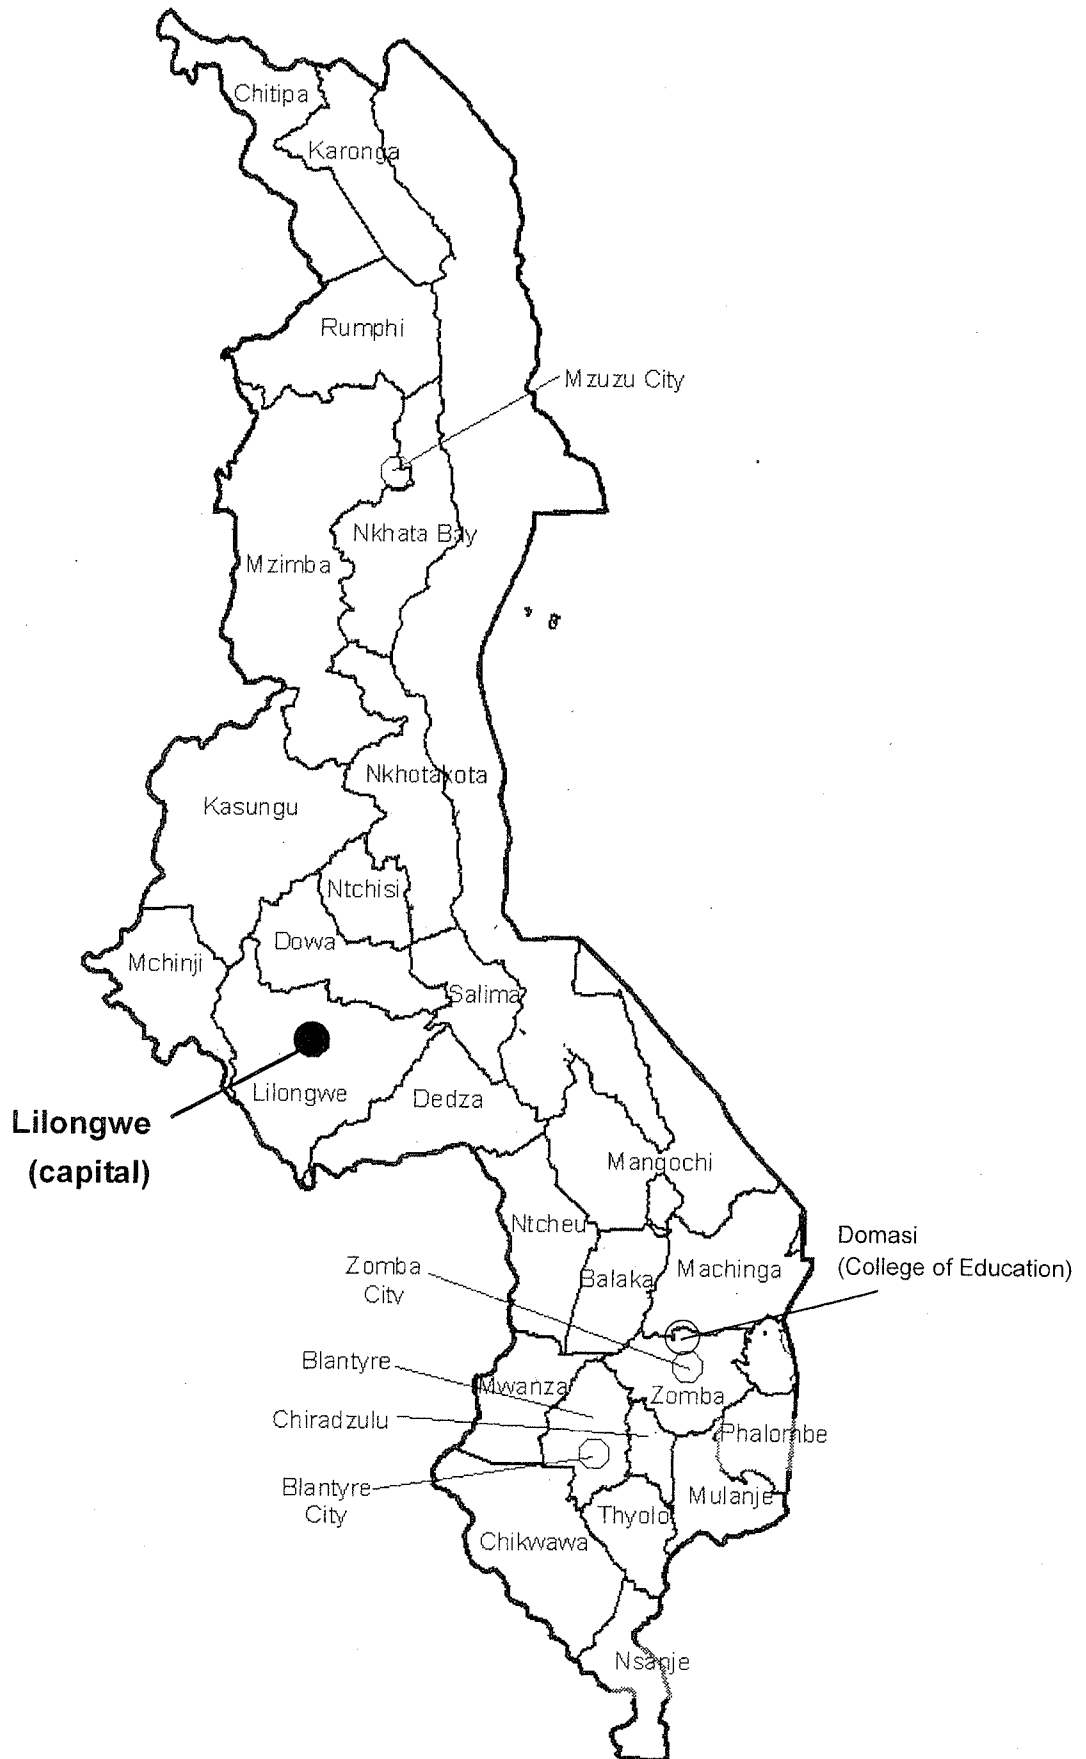 Chitipa
Karonga
Rumphi
Mzuzu City
Nkhata Bay
Mzimba
Nkhotakota
Kasungu
Ntchisi
Dowa
Mchinji
Salima
Lilongwe
Dedza
Lilongwe
(capital)
Mangochi
Ntcheu
Domasi
(College of Education)
Zomba
City
Balaka
Machinga
Blantyre
Mwanza
Zomba
Chiradzulu
Phalombe
Blantyre
City
Mulanje
Thyolo
Chikwawa
Nsanje